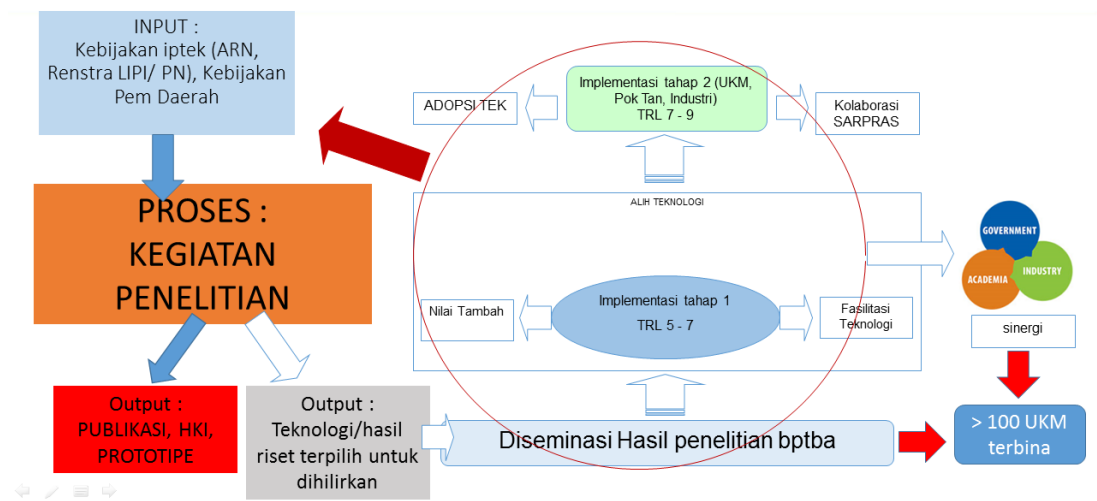 INPUT :
Kebijakan iptek (ARN,
Renstra LIPI/ PN), Kebijakan
Pem Daerah
PROSES :
KEGIATAN
PENELITIAN
Output :
PUBLIKASI, HKI,
PROTOTIPE
Output :
Teknologi/hasil
riset terpilih untuk
dihilirkan
ADOPSI TEK
Implementasi tahap 2 (UKM,
Pok Tan, Industri)
TRL 7 - 9
Kolaborasi
SARPRAS
ALIH TEKNOLOGI
Nilai Tambah
Implementasi tahap 1
TRL 5 - 7
Fasilitasi
Teknologi
Diseminasi Hasil penelitian bptba
GOVERNMENT
ACADEMIA
INDUSTRY
sinergi
> 100 UKM
terbina